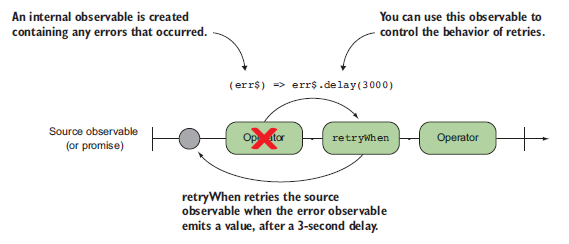 An internal observable is created
containing any errors that occurred.
You can use this observable to
control the behavior of retries.
(err$) => err$.delay(3000)
Source observable
(or promise)
Operator
retryWhen
Operator
retryWhen retries the source
observable when the error observable
emits a value, after a 3-second delay.